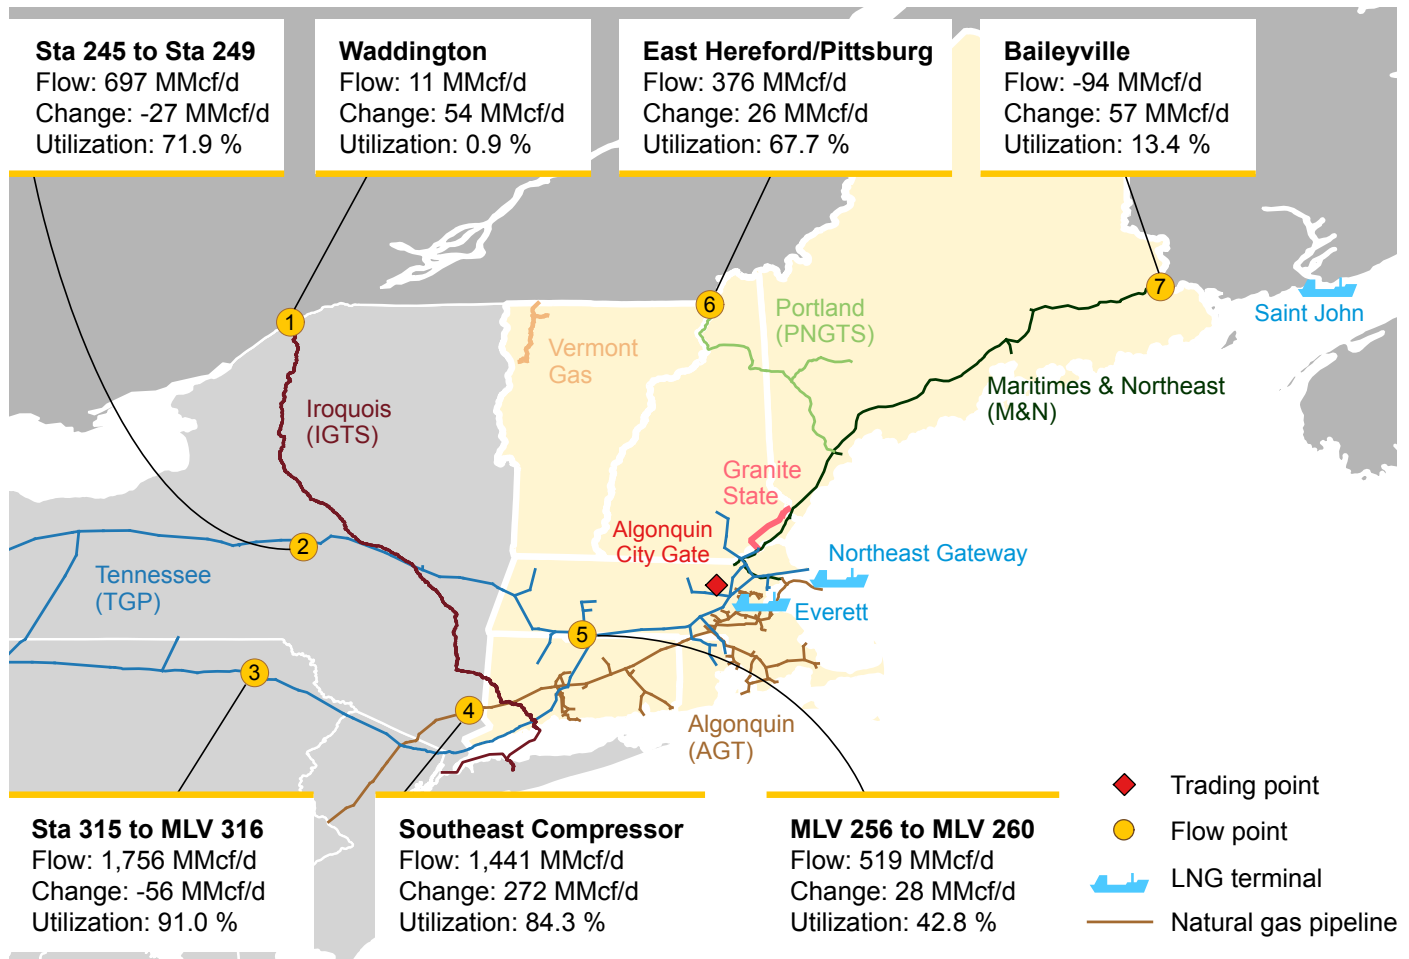 Sta 245 to Sta 249
Flow: 697 MMcf/d
Change: -27 MMcf/d
Utilization: 71.9 %
Waddington
Flow: 11 MMcf/d
Change: 54 MMcf/d
Utilization: 0.9 %
East Hereford/Pittsburg
Flow: 376 MMcf/d
Change: 26 MMcf/d
Utilization: 67.7 %
Baileyville
Flow: -94 MMcf/d
Change: 57 MMcf/d
Utilization: 13.4 %
1
6
7
Saint John
Portland
(PNGTS)
Vermont
Gas
Maritimes & Northeast
(M&N)
Iroquois
(IGTS)
Granite
State
Algonquin
City Gate
2
Northeast Gateway
Tennessee
(TGP)
Everett
5
3
4
Algonquin
(AGT)
Sta 315 to MLV 316
Flow: 1,756 MMcf/d
Change: -56 MMcf/d
Utilization: 91.0 %
Southeast Compressor
Flow: 1,441 MMcf/d
Change: 272 MMcf/d
Utilization: 84.3 %
MLV 256 to MLV 260
Flow: 519 MMcf/d
Change: 28 MMcf/d
Utilization: 42.8 %
Trading point
Flow point
LNG terminal
Natural gas pipeline